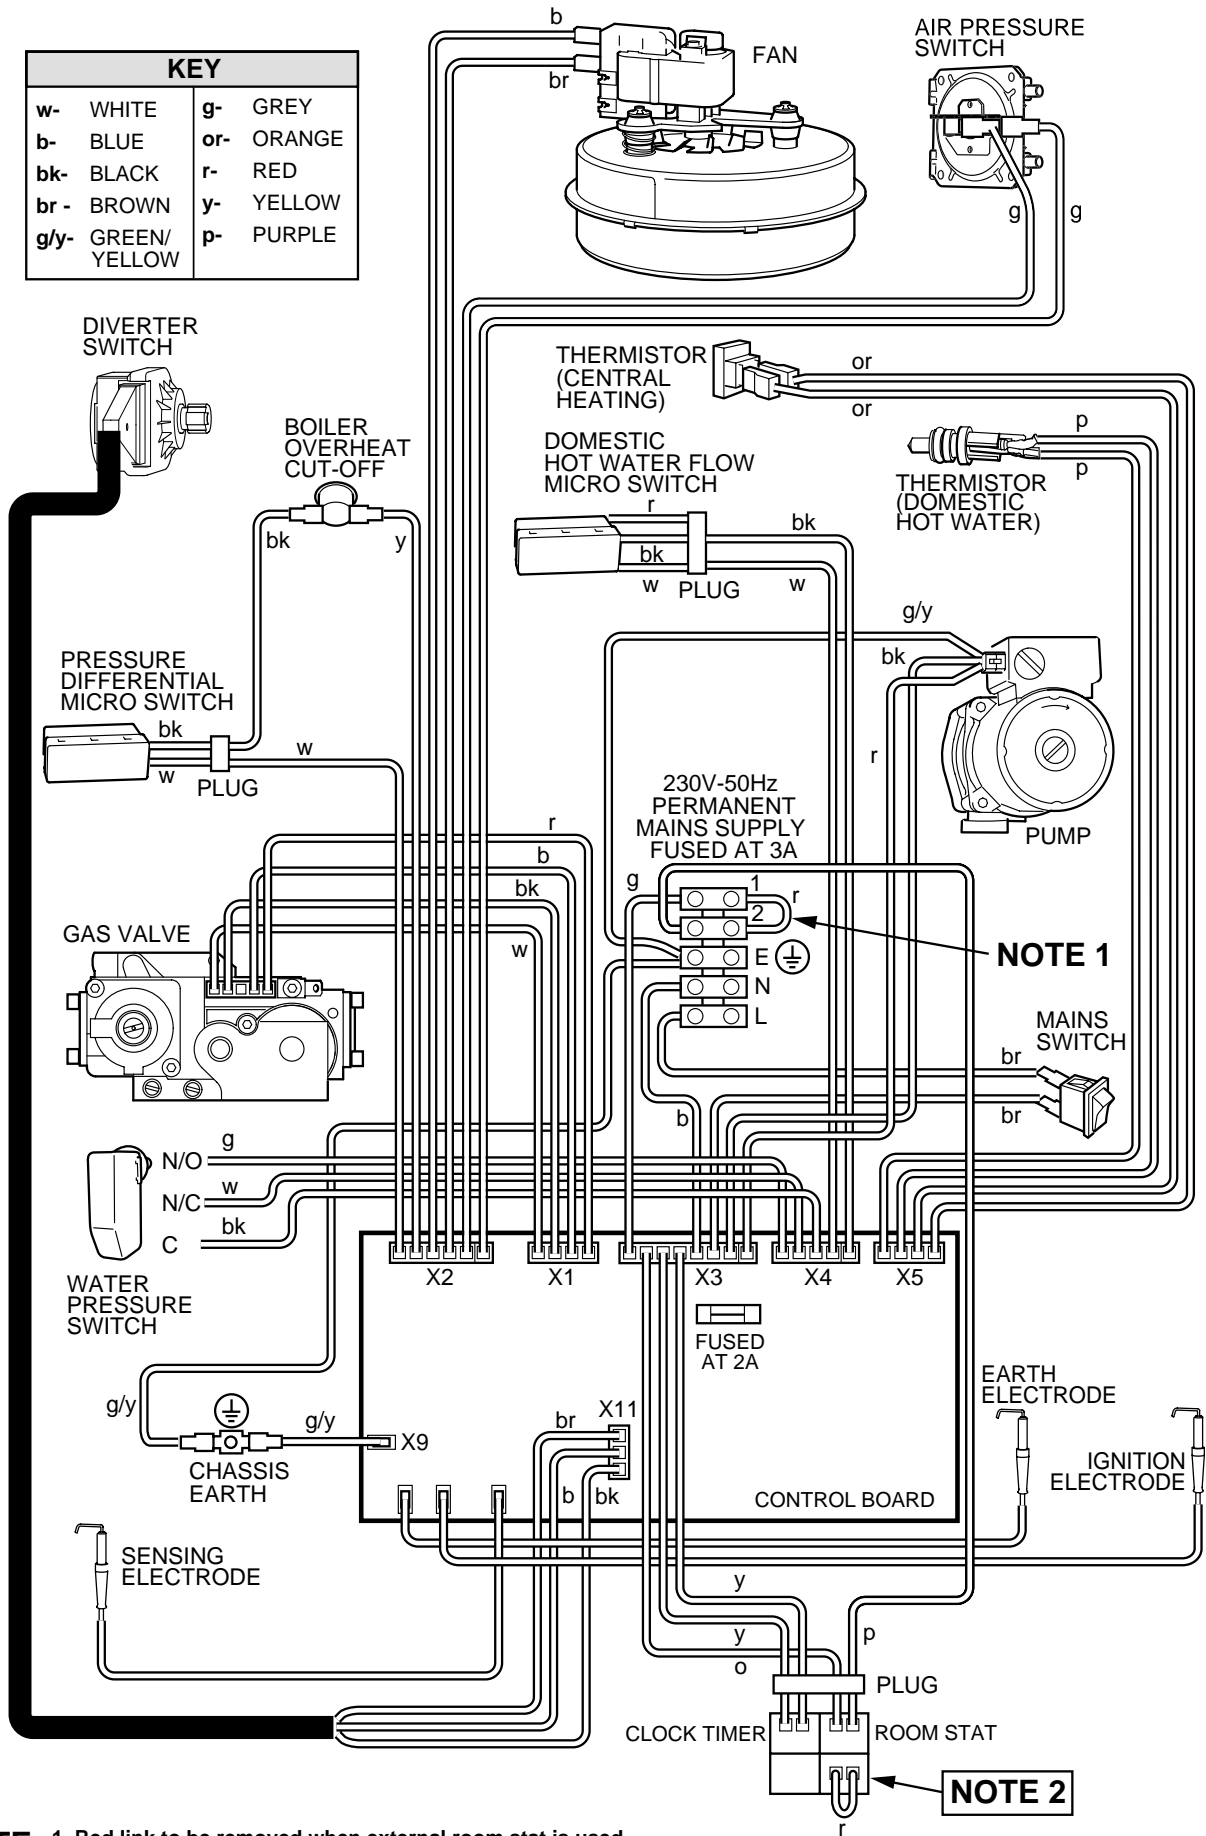 b
br
FAN
AIR PRESSURE
SWITCH
g
g
KEY
w- WHITE
b- BLUE
bk- BLACK
br - BROWN
g/y- GREEN/
YELLOW
g- GREY
or- ORANGE
r- RED
y- YELLOW
p- PURPLE
DIVERTER
SWITCH
BOILER
OVERHEAT
CUT-OFF
bk
y
THERMISTOR
(CENTRAL
HEATING)
or
or
DOMESTIC
HOT WATER FLOW
MICRO SWITCH
r
bk
w
PLUG
bk
w
p
p
THERMISTOR
(DOMESTIC
HOT WATER)
PRESSURE
DIFFERENTIAL
MICRO SWITCH
bk
w
PLUG
w
g/y
bk
r
PUMP
230V-50Hz
PERMANENT
MAINS SUPPLY
FUSED AT 3A
g
1
2
r
E
N
L
NOTE 1
r
b
bk
w
GAS VALVE
MAINS
SWITCH
br
br
b
g
N/O
w
N/C
bk
C
WATER
PRESSURE
SWITCH
X2
X1
X3
X4
X5
FUSED
AT 2A
g/y
g/y
CHASSIS
EARTH
X9
X11
br
b
bk
CONTROL BOARD
EARTH
ELECTRODE
IGNITION
ELECTRODE
SENSING
ELECTRODE
y
y
o
p
PLUG
CLOCK TIMER
ROOM STAT
NOTE 2
r